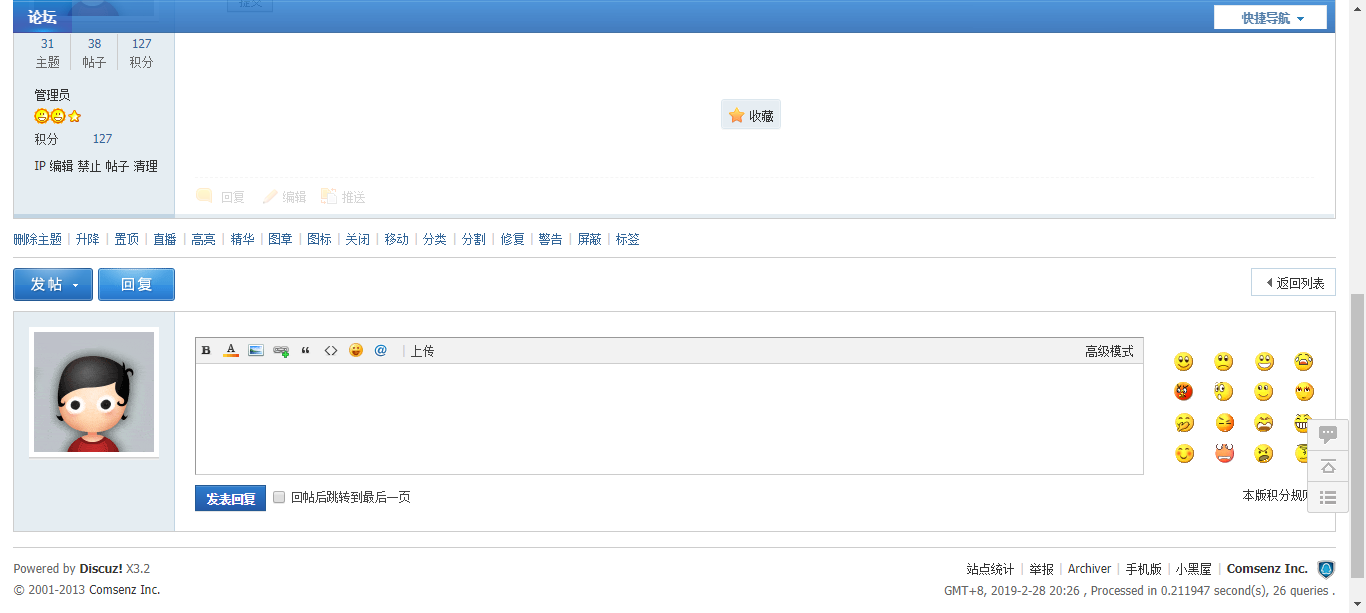 论坛
提交
快捷导航
31 38 127
主题 帖子 积分
管理员
收藏
积分 127
IP 编辑 禁止 帖子 清理
回复 编辑 推送
删除主题 | 升降 | 置顶 | 直播 | 高亮 | 精华 | 图章 | 图标 | 关闭 | 移动 | 分类 | 分割 | 修复 | 警告 | 屏蔽 | 标签
发帖 回复 返回列表
B A “ <> @ | 上传 高级模式
发表回复 回帖后跳转到最后一页 本版积分规则
Powered by Discuz! X3.2 站点统计 | 举报 | Archiver | 手机版 | 小黑屋 | Comsenz Inc.
© 2001-2013 Comsenz Inc. GMT+8, 2019-2-28 20:26 , Processed in 0.211947 second(s), 26 queries .